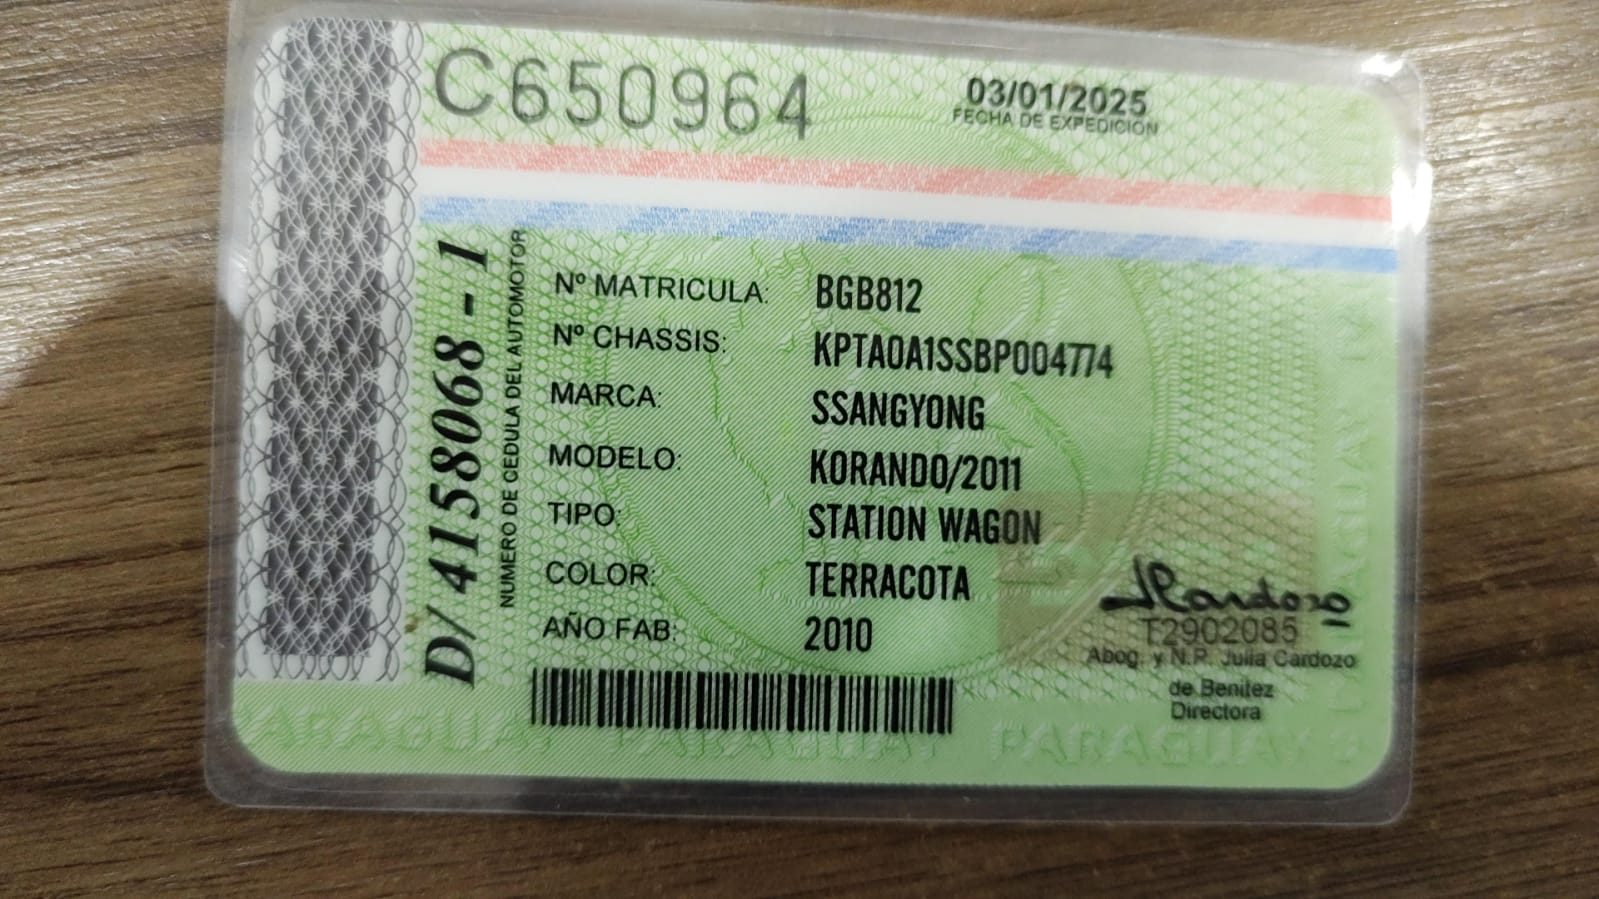 C650964
03/01/2025
FECHA DE EXPEDICIÓN
D/ 4158068 - 1
NUMERO DE CEDULA DEL AUTOMOTOR
Nº MATRICULA: BGB812
Nº CHASSIS: KPTA0A1SSBP004774
MARCA: SSANGYONG
MODELO: KORANDO/2011
TIPO: STATION WAGON
COLOR: TERRACOTA
AÑO FAB: 2010
JCardozo
T2902085
Abog. y N.P. Julia Cardozo
de Benitez
Directora
PARAGUAY PARAGUAY PARAGUAY